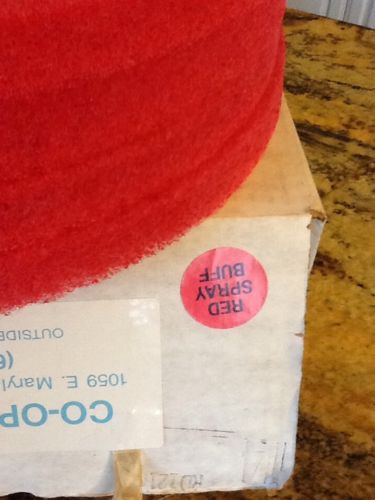 RED
SPRAY
BUFF
CO-OP
1059 E. Maryl
(6
OUTSIDE